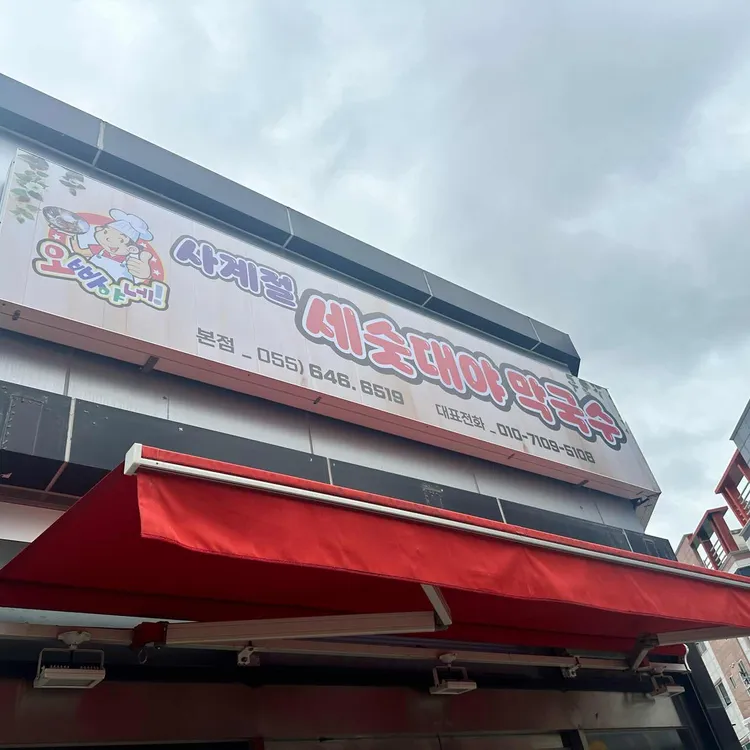 오빠야네!
사계절
세숫대야 막국수
본점 _ 055) 646. 6519
대표전화 _ 010-7109-5108